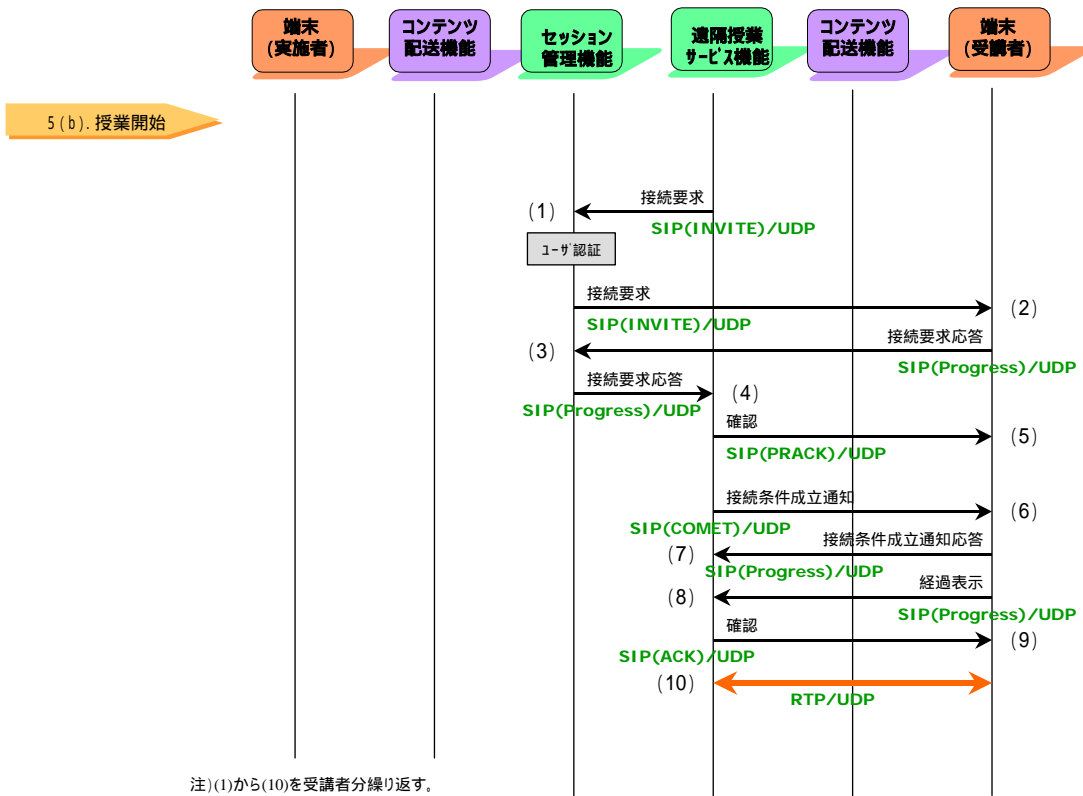 端末
(実施者)
コンテンツ
配送機能
セッション
管理機能
遠隔授業
ｻｰﾋﾞｽ機能
コンテンツ
配送機能
端末
(受講者)
5(b).授業開始
接続要求
(1)
SIP(INVITE)/UDP
ﾕｰｻﾞ認証
接続要求
(2)
SIP(INVITE)/UDP
接続要求応答
(3)
SIP(Progress)/UDP
接続要求応答
(4)
SIP(Progress)/UDP
確認
(5)
SIP(PRACK)/UDP
接続条件成立通知
(6)
SIP(COMET)/UDP
接続条件成立通知応答
(7)
SIP(Progress)/UDP
経過表示
(8)
SIP(Progress)/UDP
確認
(9)
SIP(ACK)/UDP
(10)
RTP/UDP
注)(1)から(10)を受講者分繰り返す。